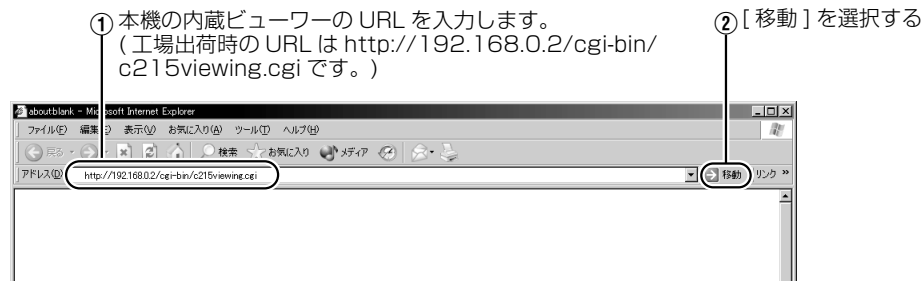 ① 本機の内蔵ビューワーの URL を入力します。
( 工場出荷時の URL は http://192.168.0.2/cgi-bin/
c215viewing.cgi です。)
② [ 移動 ] を選択する
about:blank - Microsoft Internet Explorer
ファイル(F) 編集(E) 表示(V) お気に入り(A) ツール(T) ヘルプ(H)
戻る 検索 お気に入り メディア
アドレス(D) http://192.168.0.2/cgi-bin/c215viewing.cgi 移動 リンク »